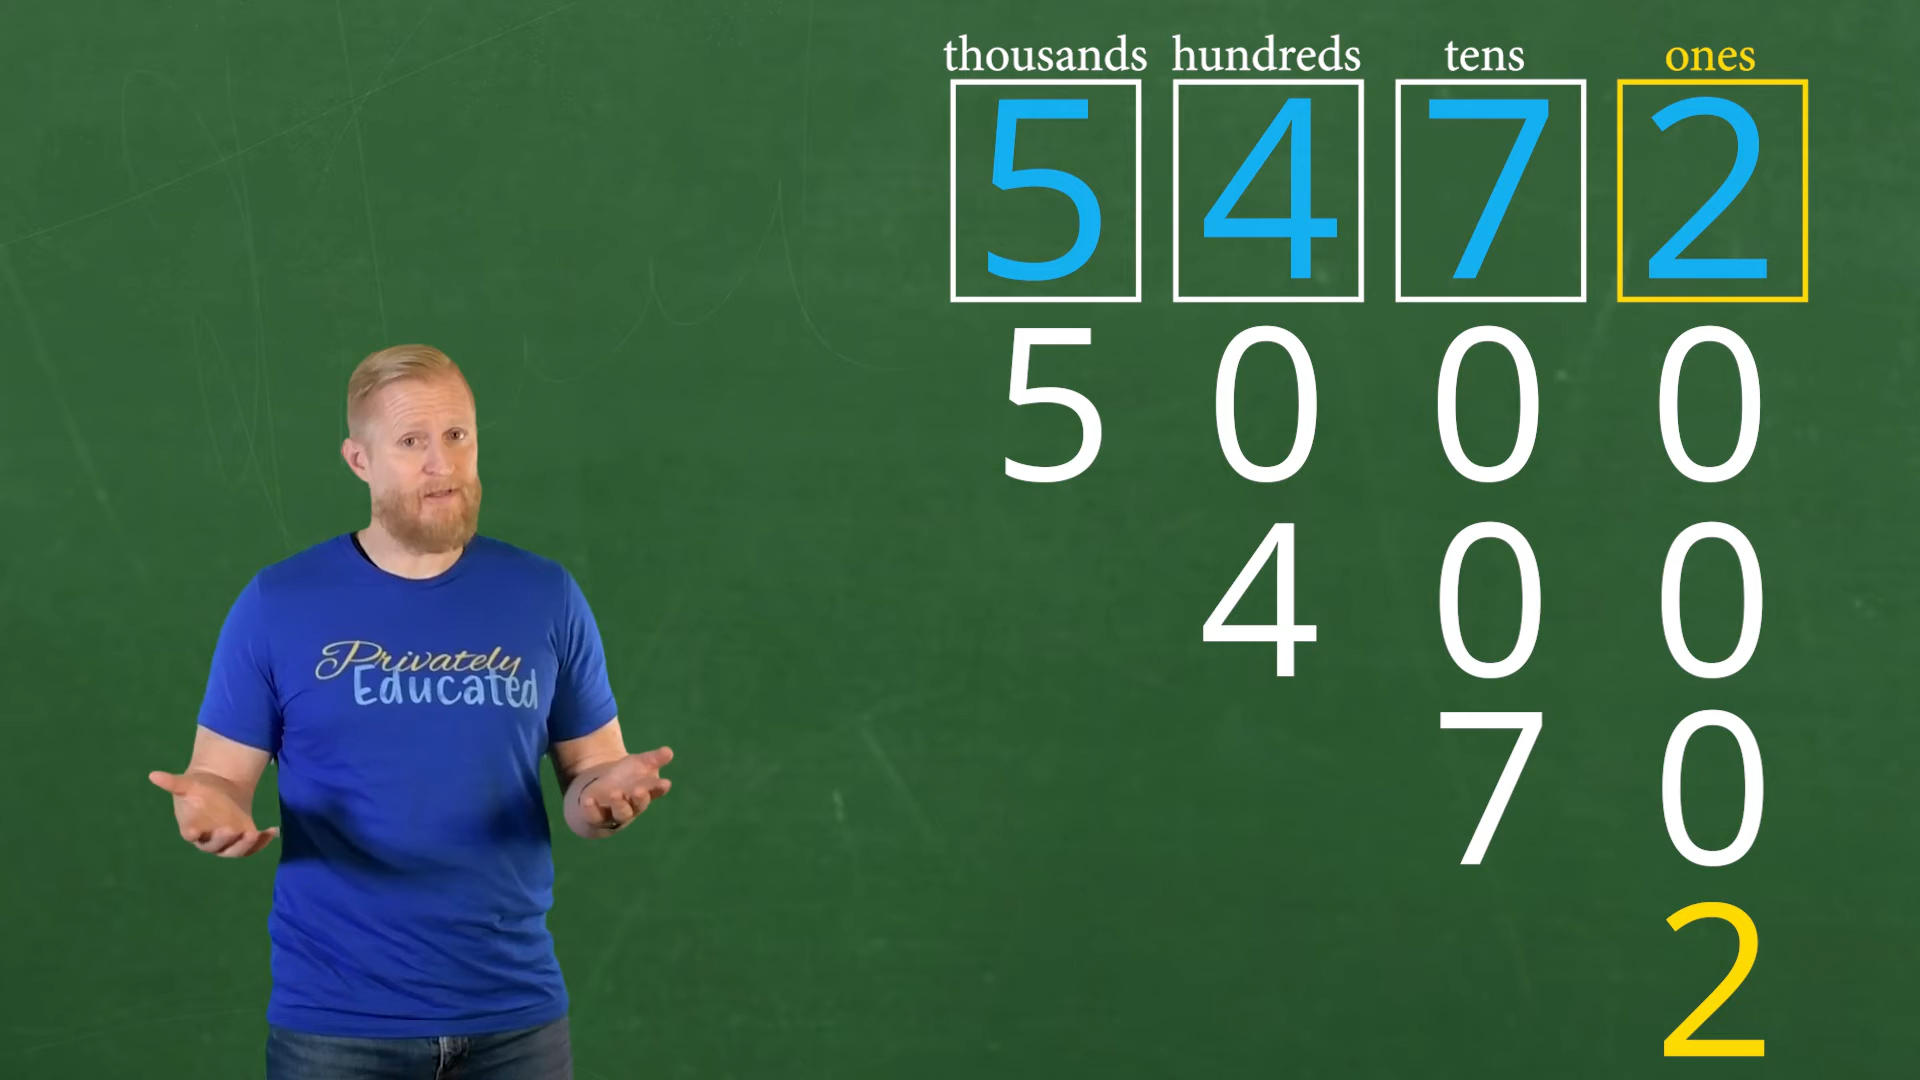 thousands hundreds tens ones
5 4 7 2
5 0 0 0
4 0 0
7 0
2
Privately
Educated